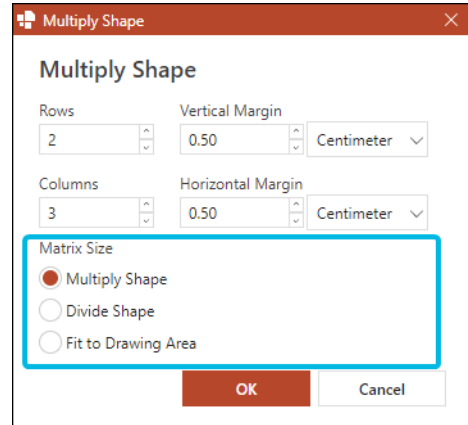 Multiply Shape
Multiply Shape
Rows Vertical Margin
2 0.50 Centimeter
Columns Horizontal Margin
3 0.50 Centimeter
Matrix Size
Multiply Shape
Divide Shape
Fit to Drawing Area
OK Cancel